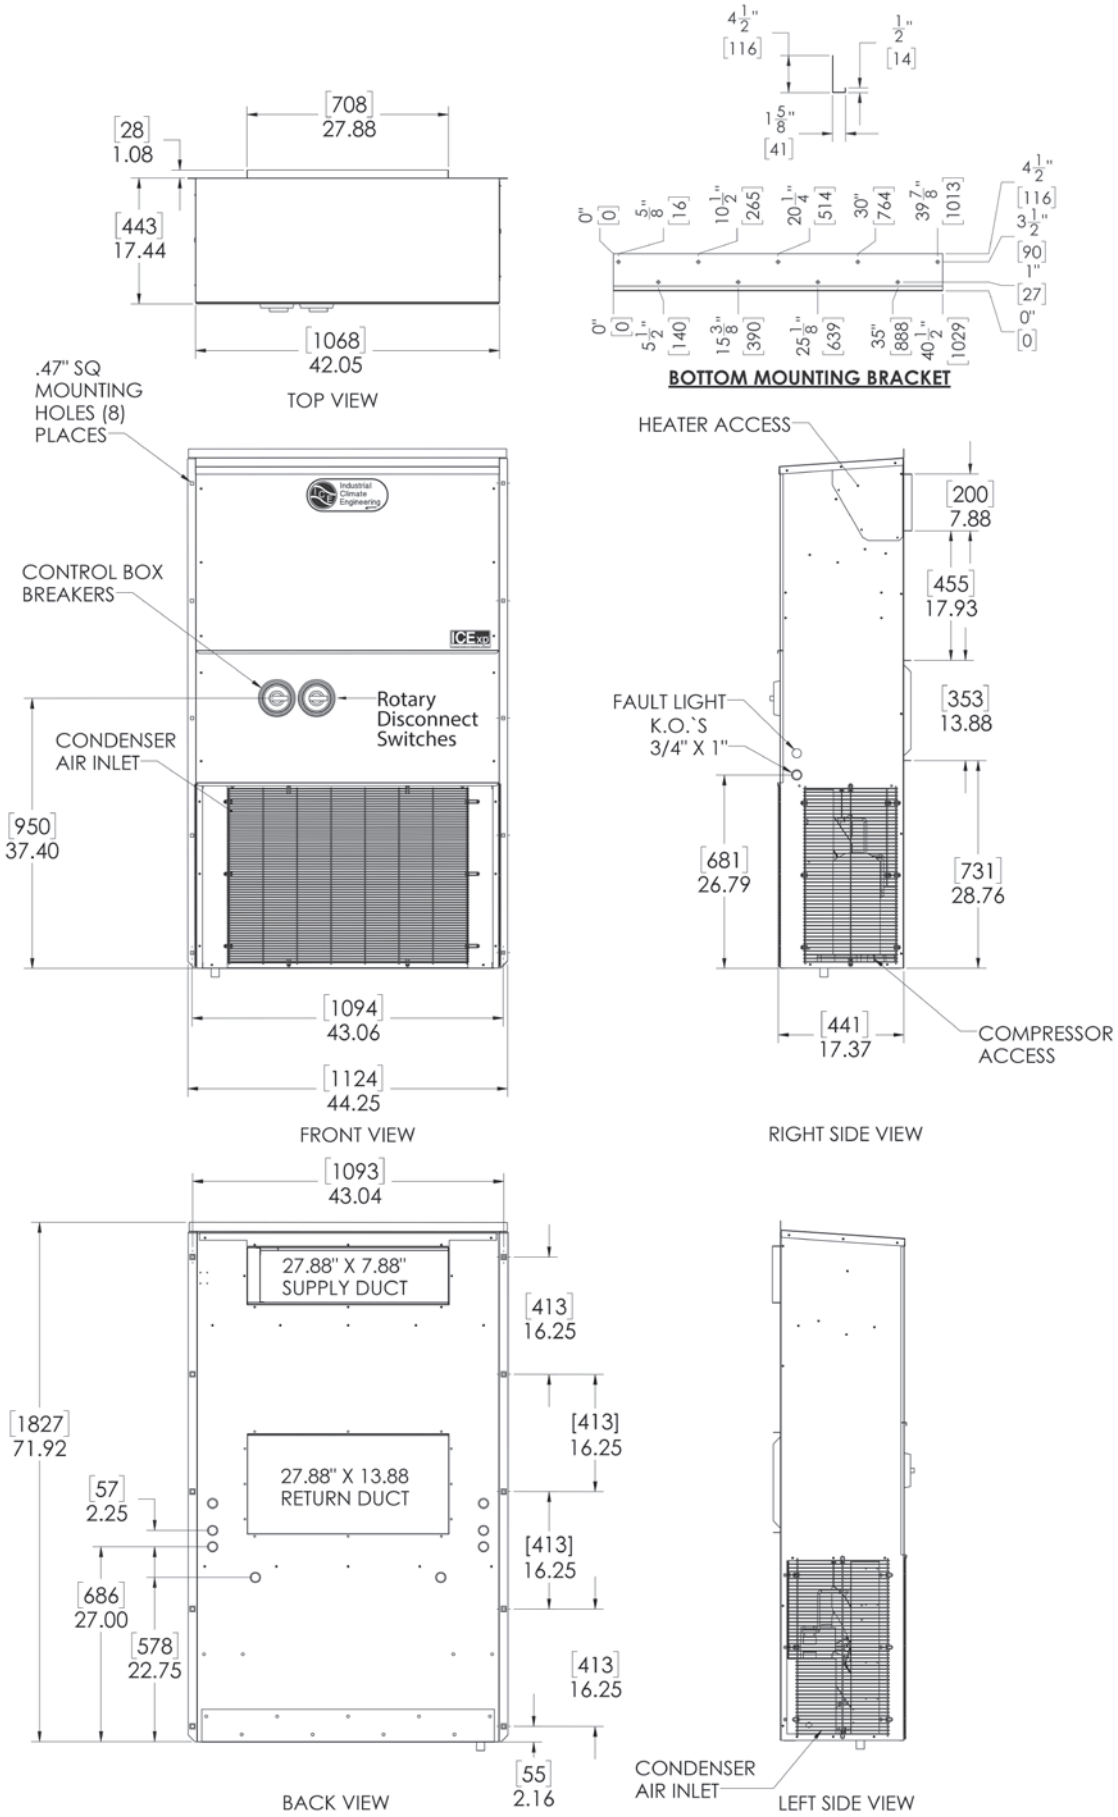 [708]
27.88
[28]
1.08
[443]
17.44
[1068]
42.05
TOP VIEW
4 1/2"
[116]
1/2"
[14]
1 5/8"
[41]
0"
[0]
5/8
[16]
10 1/2"
[265]
20 1/4"
[514]
30"
[764]
39 7/8"
[1013]
4 1/2"
[116]
3 1/2"
[90]
1"
[27]
0"
[0]
0"
[0]
5 1/2"
[140]
15 3/8"
[390]
25 1/8"
[639]
35"
[888]
40 1/2"
[1029]
BOTTOM MOUNTING BRACKET
.47" SQ
MOUNTING
HOLES (8)
PLACES
ICE
Industrial
Climate
Engineering
CONTROL BOX
BREAKERS
ICE XP
Rotary
Disconnect
Switches
CONDENSER
AIR INLET
[950]
37.40
[1094]
43.06
[1124]
44.25
FRONT VIEW
HEATER ACCESS
[200]
7.88
[455]
17.93
FAULT LIGHT
K.O.`S
3/4" X 1"
[353]
13.88
[681]
26.79
[731]
28.76
[441]
17.37
COMPRESSOR
ACCESS
RIGHT SIDE VIEW
[1093]
43.04
27.88" X 7.88"
SUPPLY DUCT
[413]
16.25
[1827]
71.92
[413]
16.25
27.88" X 13.88
RETURN DUCT
[57]
2.25
[413]
16.25
[686]
27.00
[578]
22.75
[413]
16.25
[55]
2.16
BACK VIEW
CONDENSER
AIR INLET
LEFT SIDE VIEW